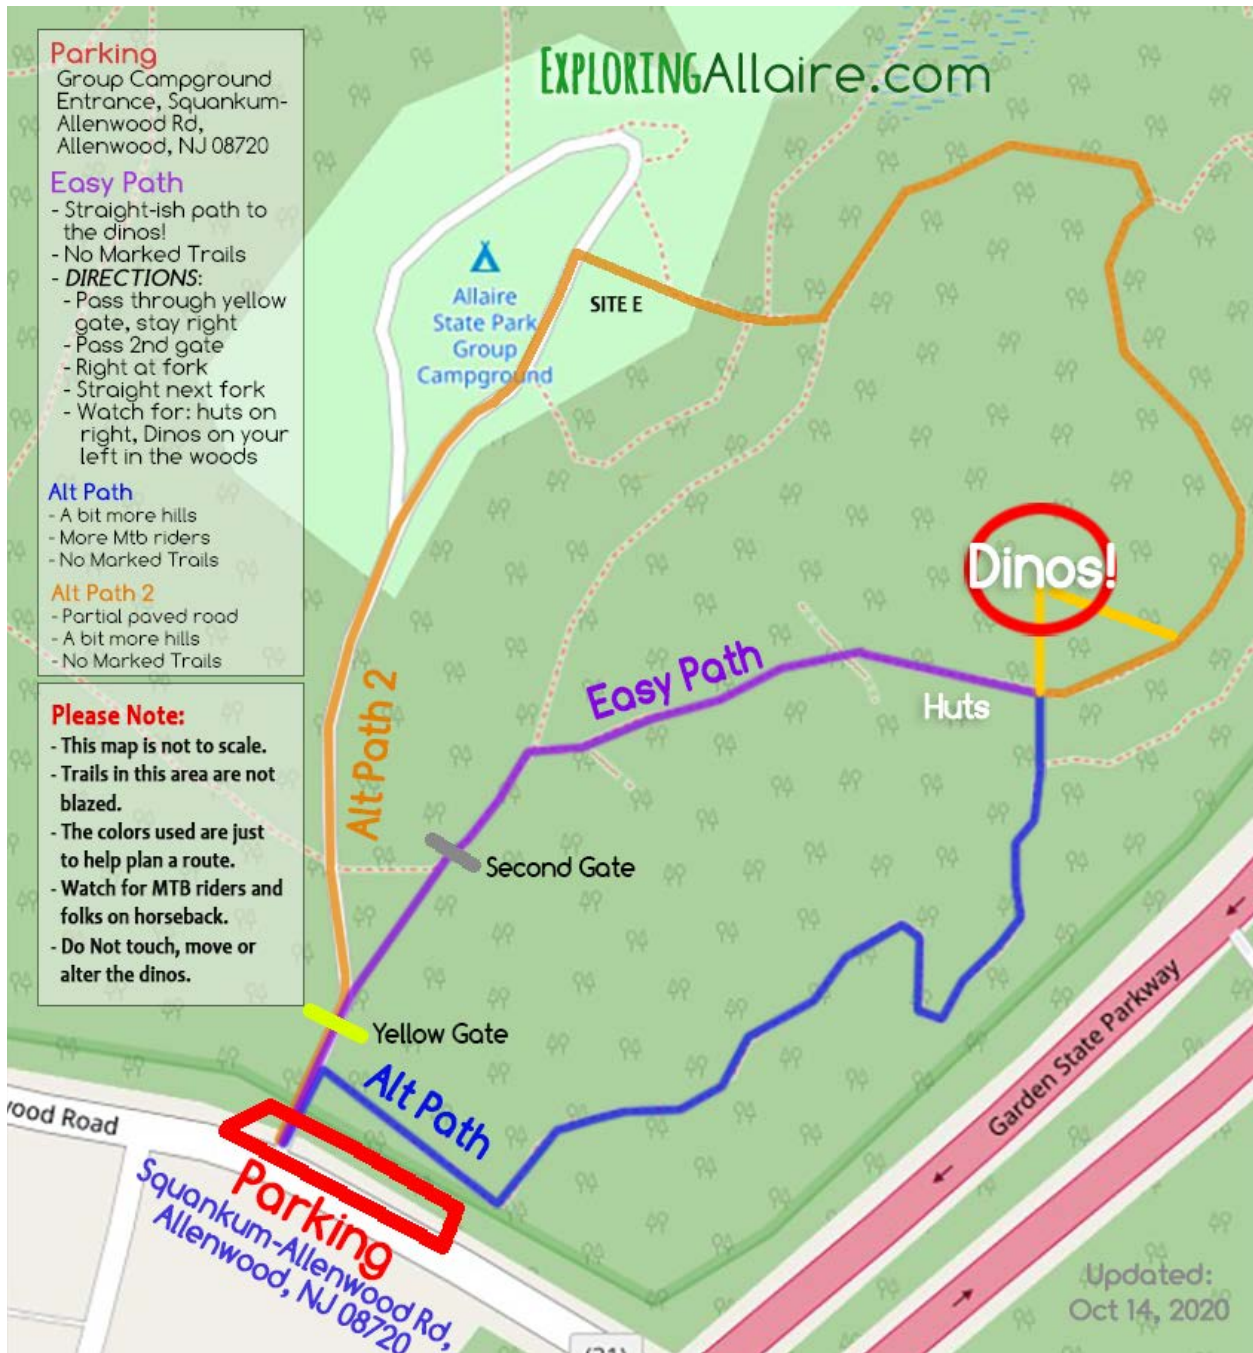 EXPLORINGAllaire.com
Parking
Group Campground
Entrance, Squankum-
Allenwood Rd,
Allenwood, NJ 08720
Easy Path
- Straight-ish path to
the dinos!
- No Marked Trails
- DIRECTIONS:
- Pass through yellow
gate, stay right
- Pass 2nd gate
- Right at fork
- Straight next fork
- Watch for: huts on
right, Dinos on your
left in the woods
Alt Path
- A bit more hills
- More Mtb riders
- No Marked Trails
Alt Path 2
- Partial paved road
- A bit more hills
- No Marked Trails
Please Note:
- This map is not to scale.
- Trails in this area are not
blazed.
- The colors used are just
to help plan a route.
- Watch for MTB riders and
folks on horseback.
- Do Not touch, move or
alter the dinos.
Allaire
State Park
Group
Campground
SITE E
Dinos!
Easy Path
Huts
Alt Path 2
Second Gate
Yellow Gate
Alt Path
Garden State Parkway
wood Road
Parking
Squankum-Allenwood Rd,
Allenwood, NJ 08720
Updated:
Oct 14, 2020